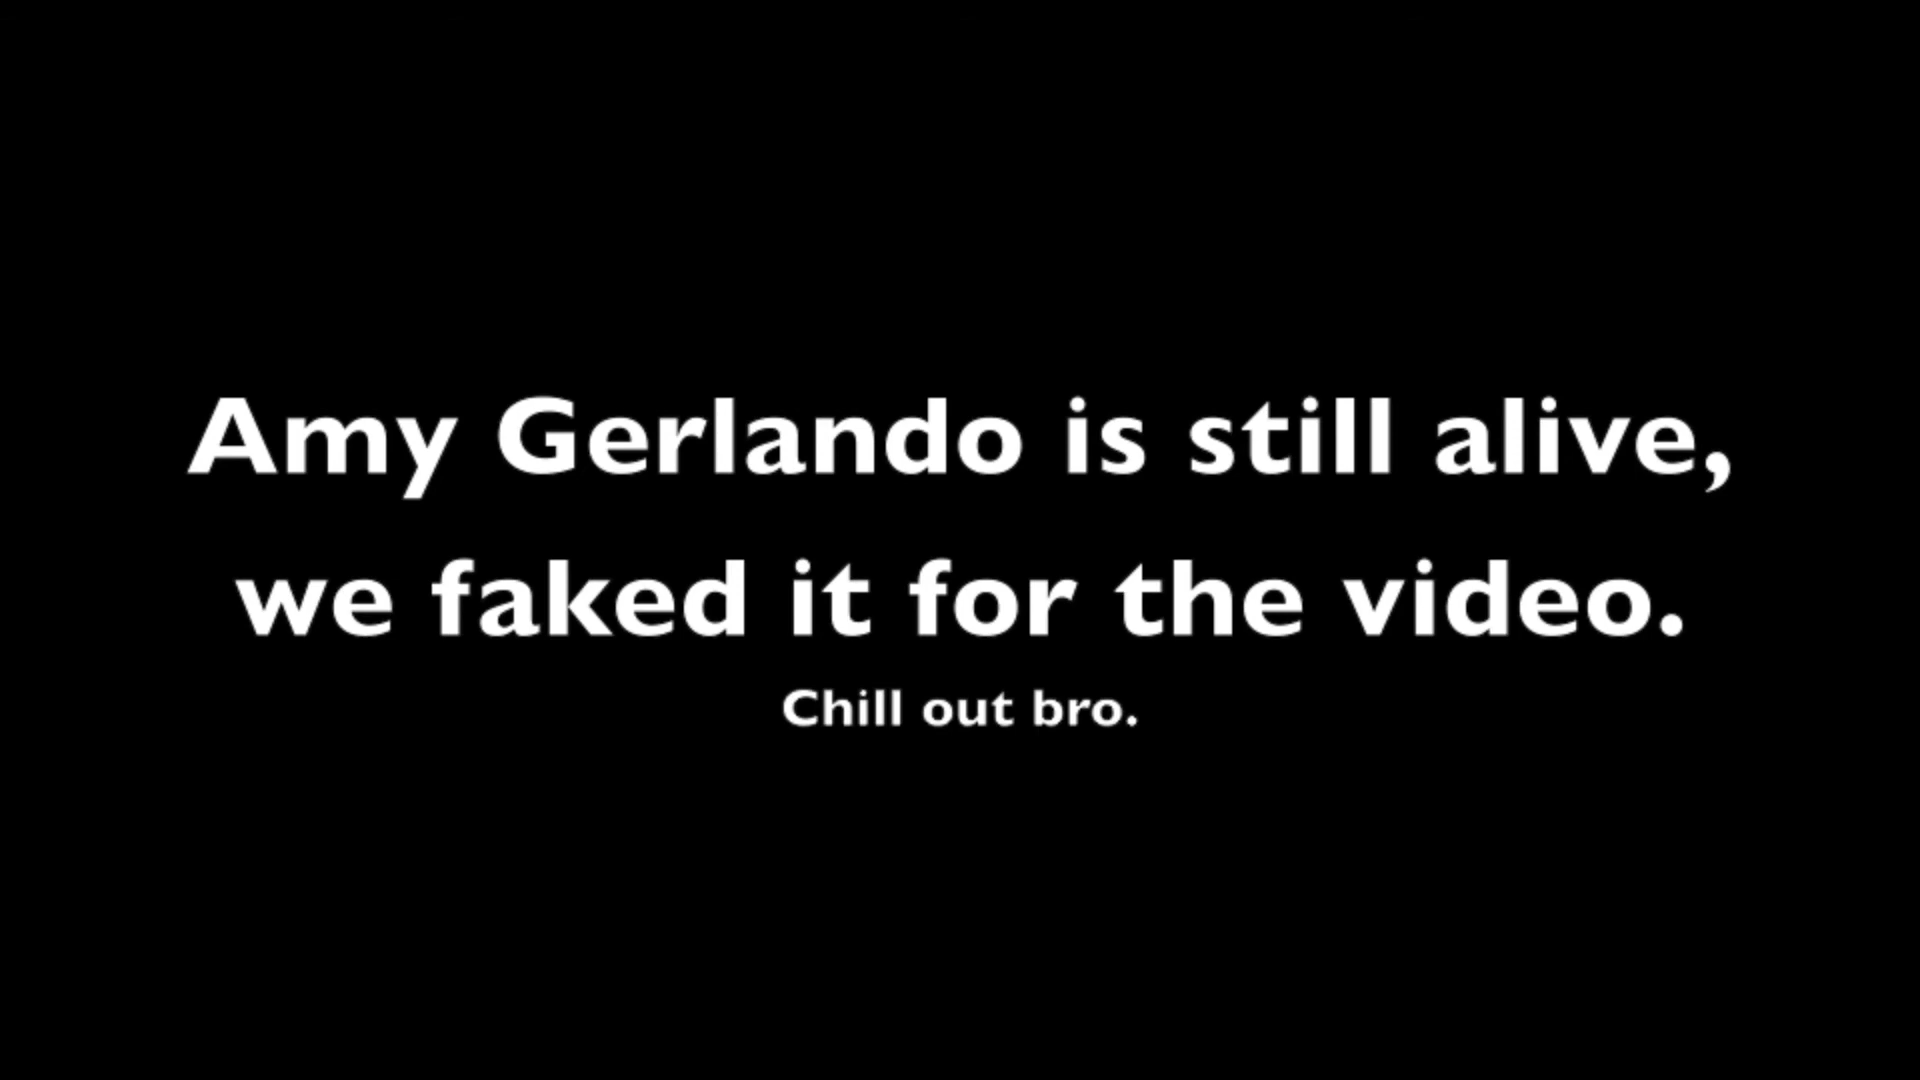 Amy Gerlando is still alive,
we faked it for the video.
Chill out bro.